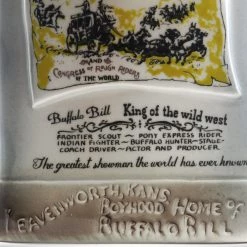 AND
CONGRESS OF ROUGH RIDERS
OF THE WORLD
Buffalo Bill King of the wild west
FRONTIER SCOUT — PONY EXPRESS RIDER
INDIAN FIGHTER — BUFFALO HUNTER — STAGE-
COACH DRIVER — ACTOR AND PRODUCER
The greatest showman the world has ever known
LEAVENWORTH, KANS
BOYHOOD HOME OF
BUFFALO BILL